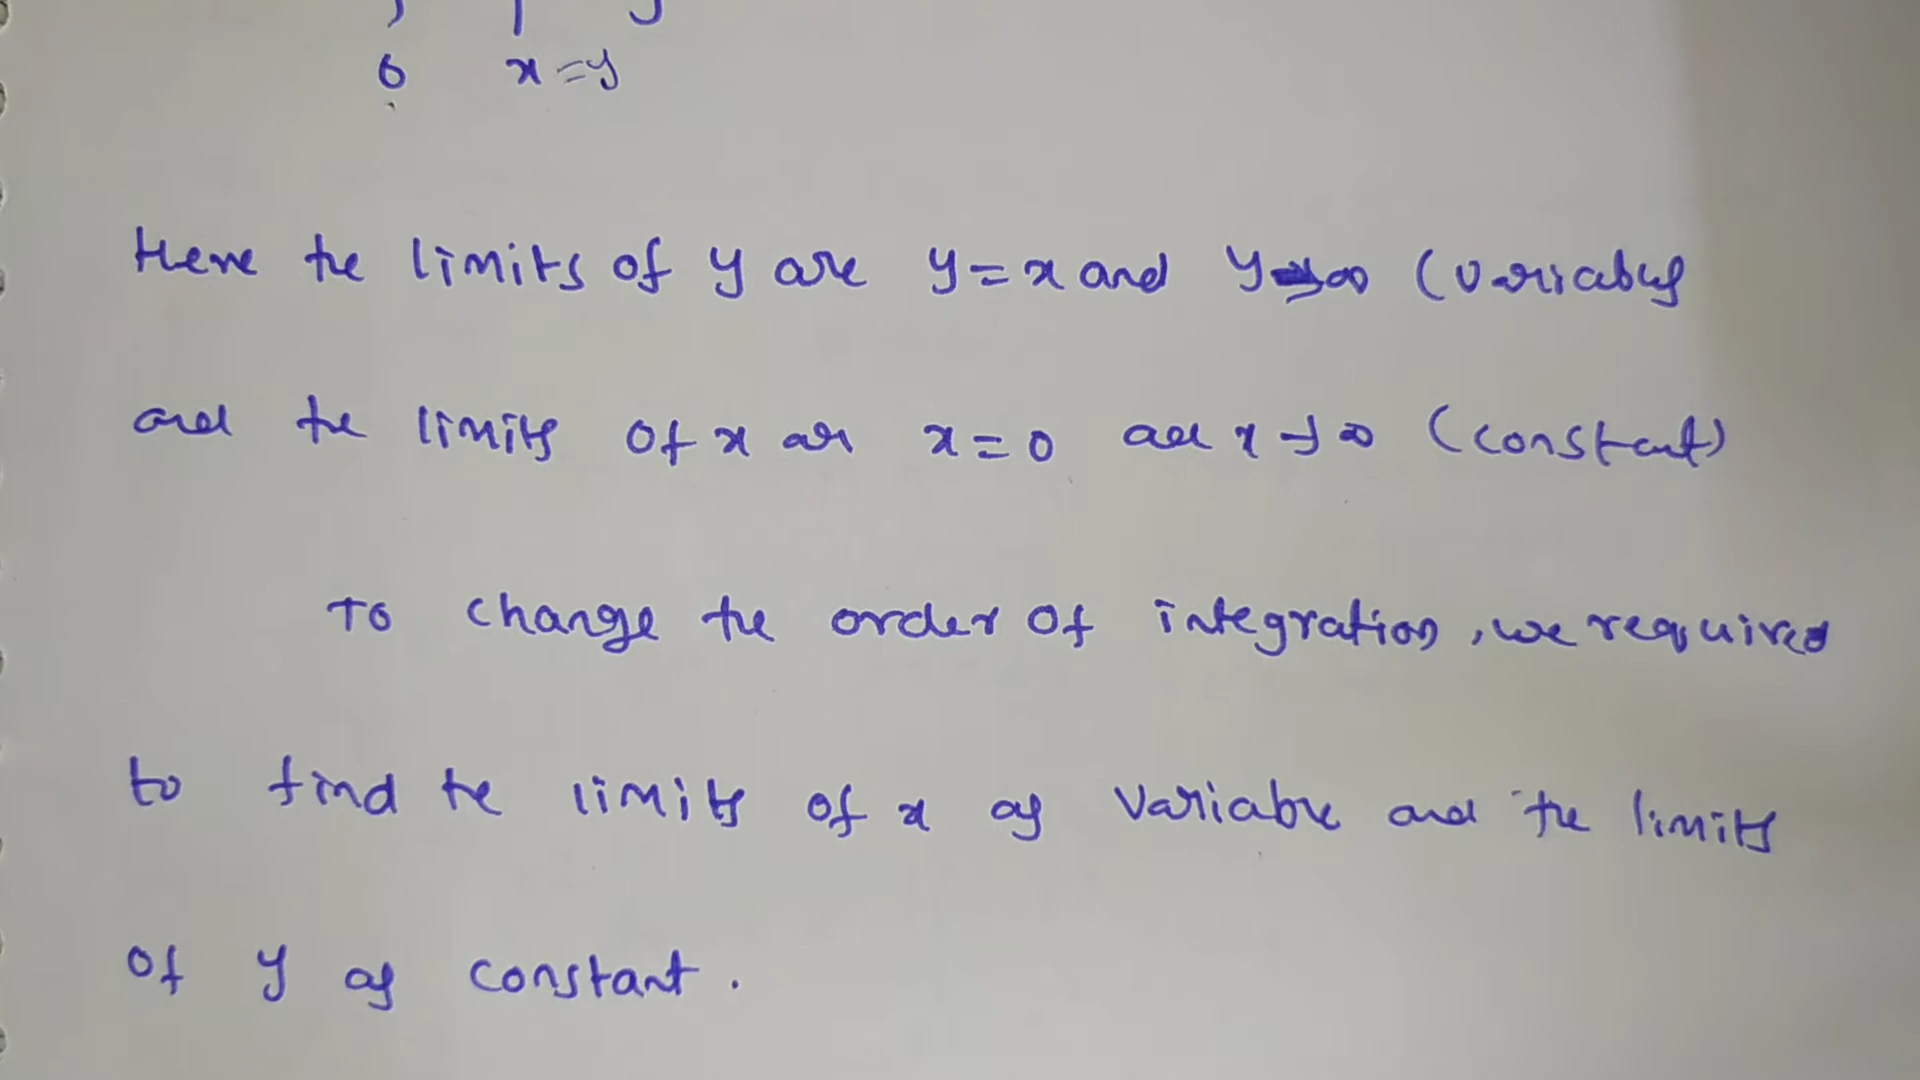 0 x=y
Here the limits of y are y=x and y→∞ (variables
and the limits of x are x=0 and x→∞ (constant)
To change the order of integration, we required
to find the limits of x as variable and the limits
of y as constant.